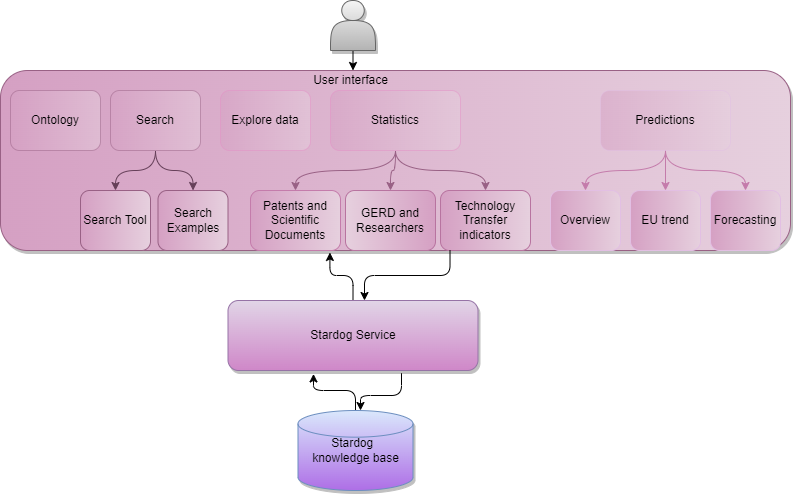 User interface
Ontology
Search
Explore data
Statistics
Predictions
Search Tool
Search
Examples
Patents and
Scientific
Documents
GERD and
Researchers
Technology
Transfer
indicators
Overview
EU trend
Forecasting
Stardog Service
Stardog
knowledge base